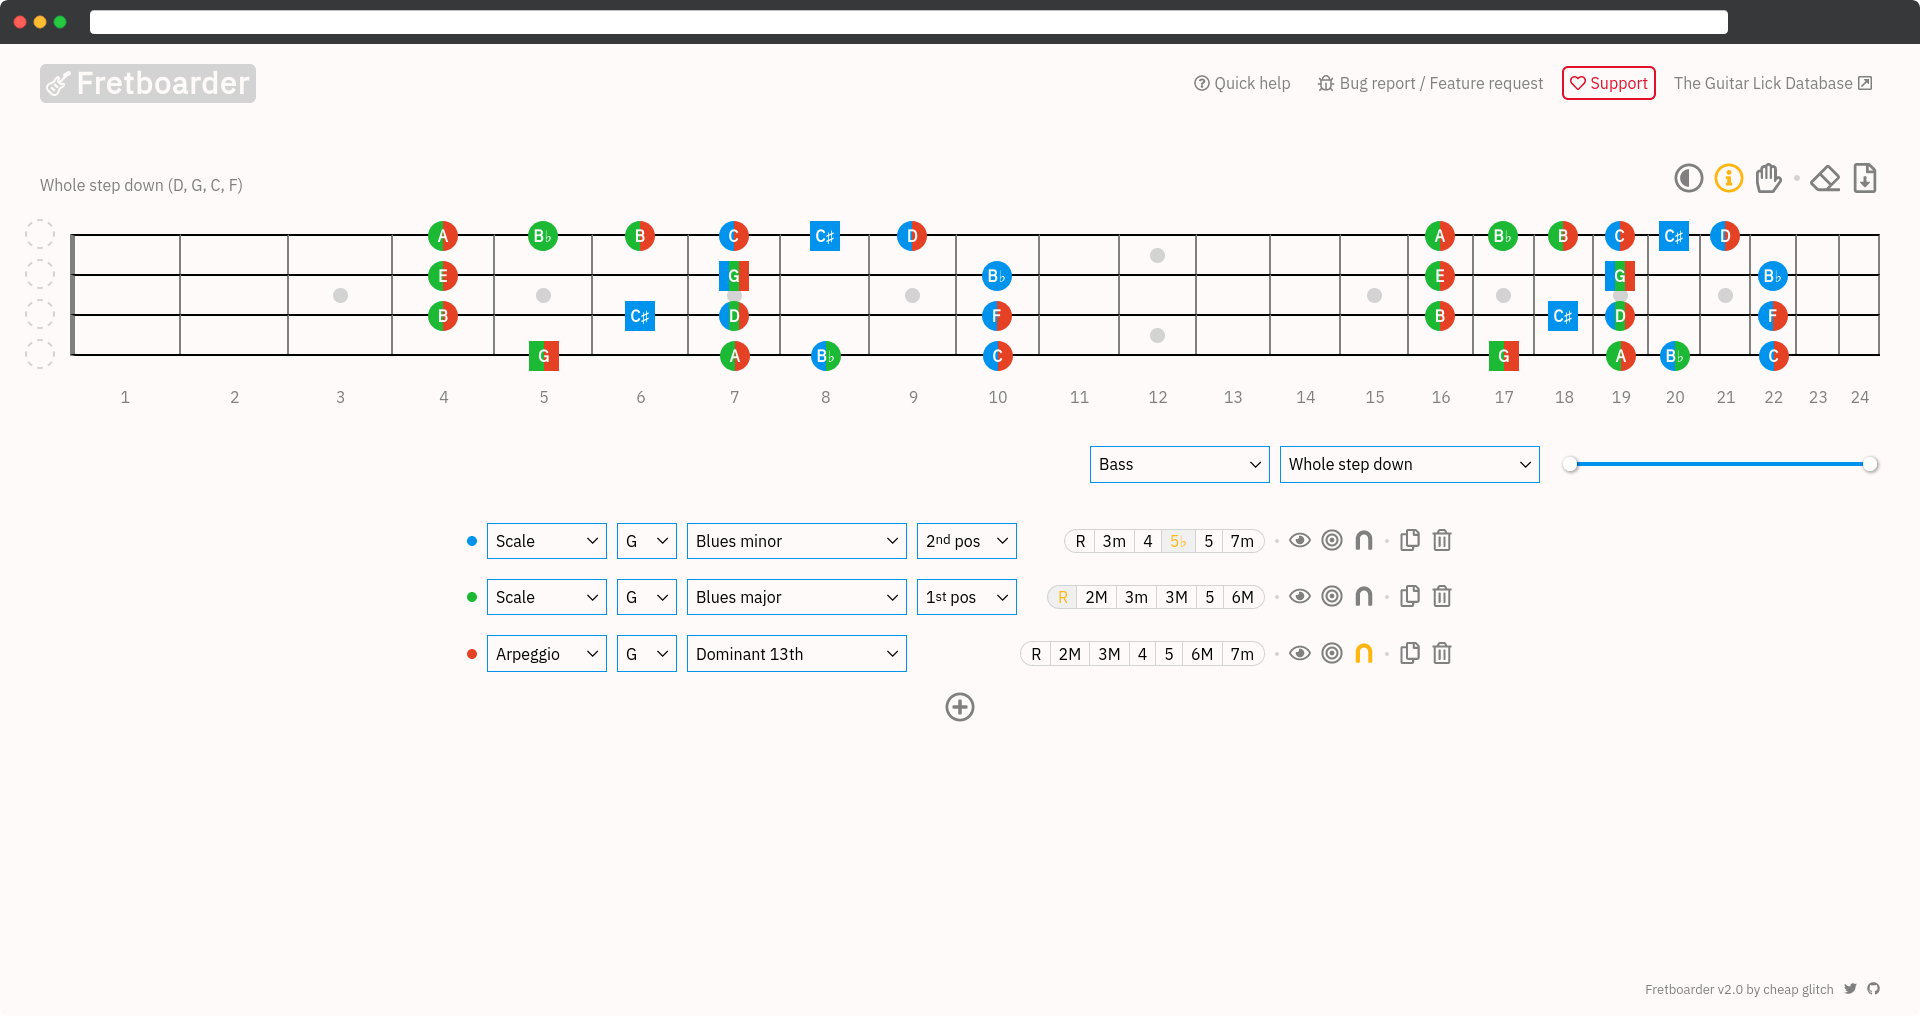 Fretboarder
Quick help Bug report / Feature request Support The Guitar Lick Database
Whole step down (D, G, C, F)
A B♭ B C C♯ D A B♭ B C C♯ D
E G B♭ E G B♭
B C♯ D F B C♯ D F
G A B♭ C G A B♭ C
1 2 3 4 5 6 7 8 9 10 11 12 13 14 15 16 17 18 19 20 21 22 23 24
Bass Whole step down
Scale G Blues minor 2nd pos R 3m 4 5♭ 5 7m
Scale G Blues major 1st pos R 2M 3m 3M 5 6M
Arpeggio G Dominant 13th R 2M 3M 4 5 6M 7m
Fretboarder v2.0 by cheap glitch